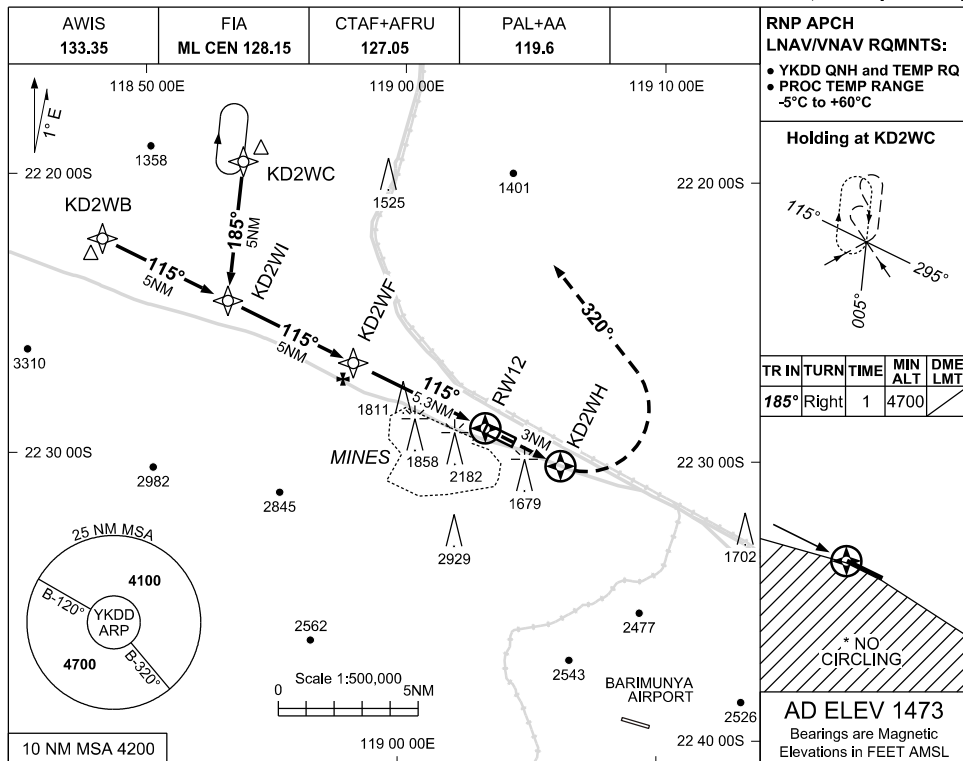 AWIS
133.35
FIA
ML CEN 128.15
CTAF+AFRU
127.05
PAL+AA
119.6
RNP APCH
LNAV/VNAV RQMNTS:
• YKDD QNH and TEMP RQ
• PROC TEMP RANGE
-5°C to +60°C
118 50 00E
119 00 00E
119 10 00E
1° E
1358
22 20 00S
KD2WC
1525
1401
22 20 00S
KD2WB
185°
5NM
115°
5NM
KD2WI
115°
5NM
KD2WF
3310
115°
5.3NM
RW12
3NM
KD2WH
320°
1811
MINES
1858
2182
1679
22 30 00S
22 30 00S
2982
2845
2929
1702
25 NM MSA
4100
B-120°
YKDD
ARP
4700
B-320°
2562
2477
2543
Scale 1:500,000
0
5NM
BARIMUNYA
AIRPORT
2526
10 NM MSA 4200
119 00 00E
22 40 00S
Holding at KD2WC
115°
295°
005°
TR IN
TURN
TIME
MIN
ALT
DME
LMT
185°
Right
1
4700
* NO
CIRCLING
AD ELEV 1473
Bearings are Magnetic
Elevations in FEET AMSL